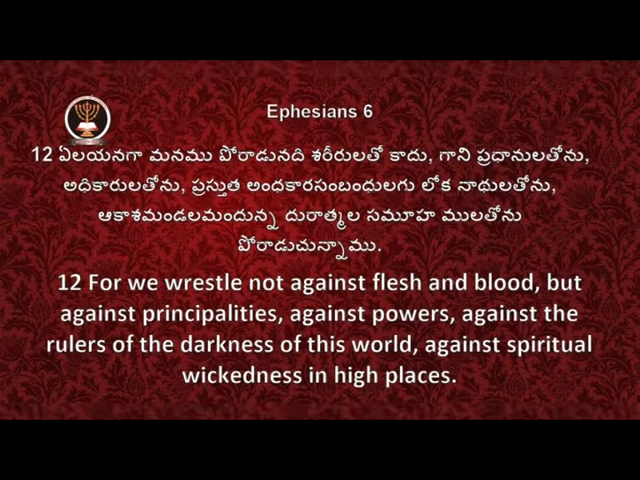 Ephesians 6
12 ఏలయనగా మనము పోరాడునది శరీరులతో కాదు, గాని ప్రదానులతోను,
అధికారులతోను, ప్రస్తుత అంధకారసంబంధులగు లోక నాథులతోను,
ఆకాశమండలమందున్న దురాత్మల సమూహ ములతోను
పోరాడుచున్నాము.
12 For we wrestle not against flesh and blood, but
against principalities, against powers, against the
rulers of the darkness of this world, against spiritual
wickedness in high places.